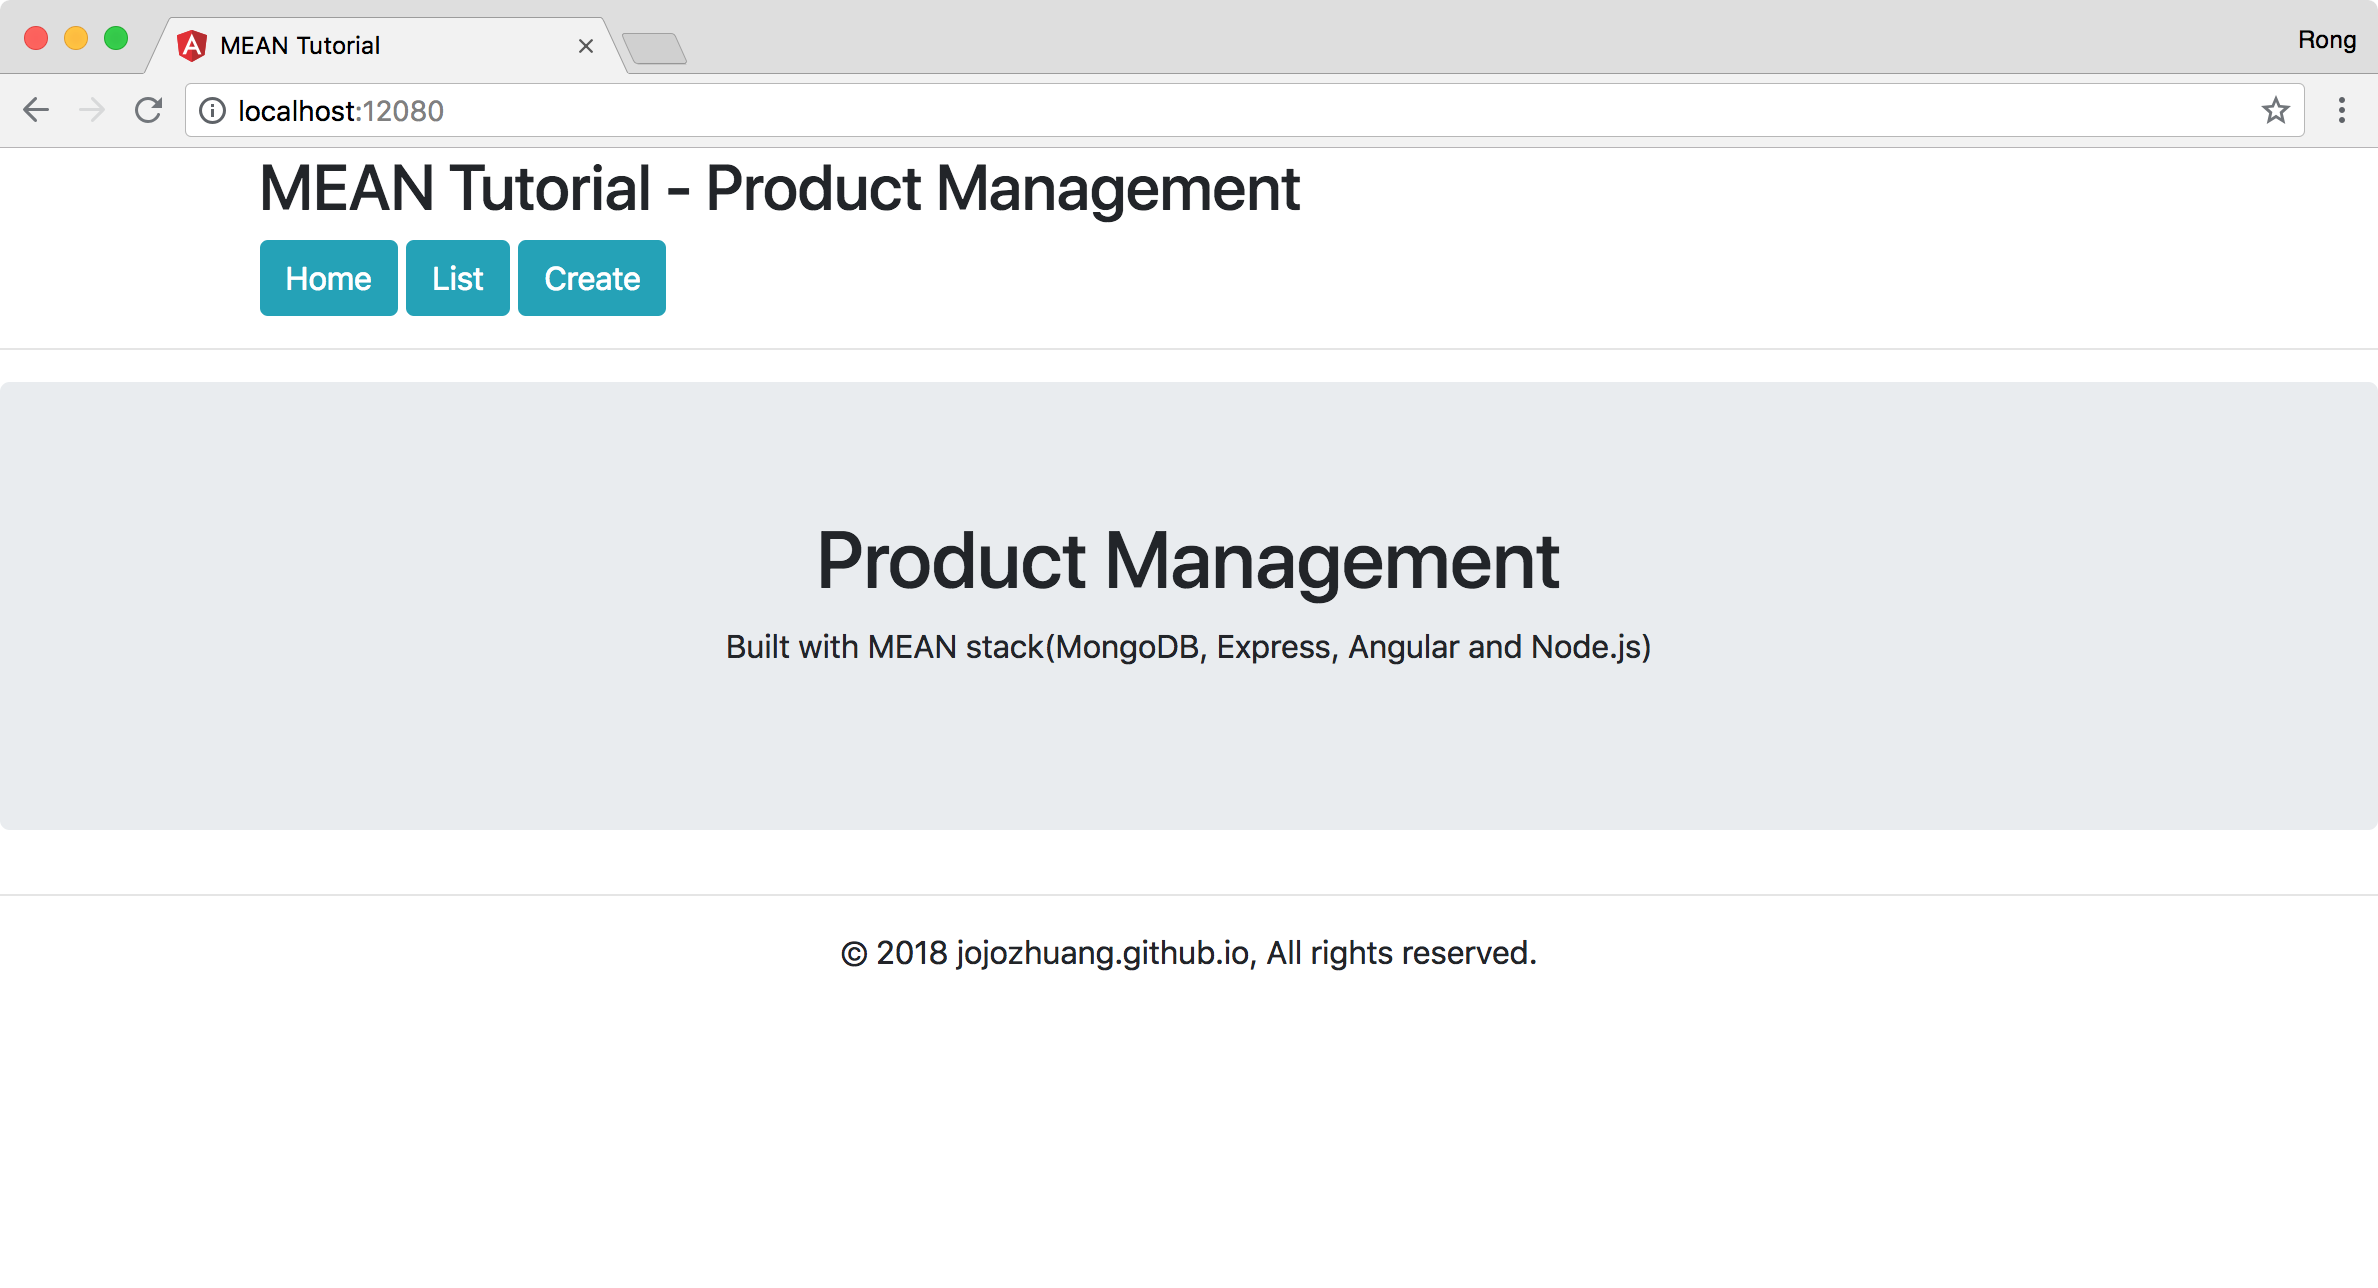 MEAN Tutorial
Rong
localhost:12080
MEAN Tutorial - Product Management
Home List Create
Product Management
Built with MEAN stack(MongoDB, Express, Angular and Node.js)
© 2018 jojozhuang.github.io, All rights reserved.